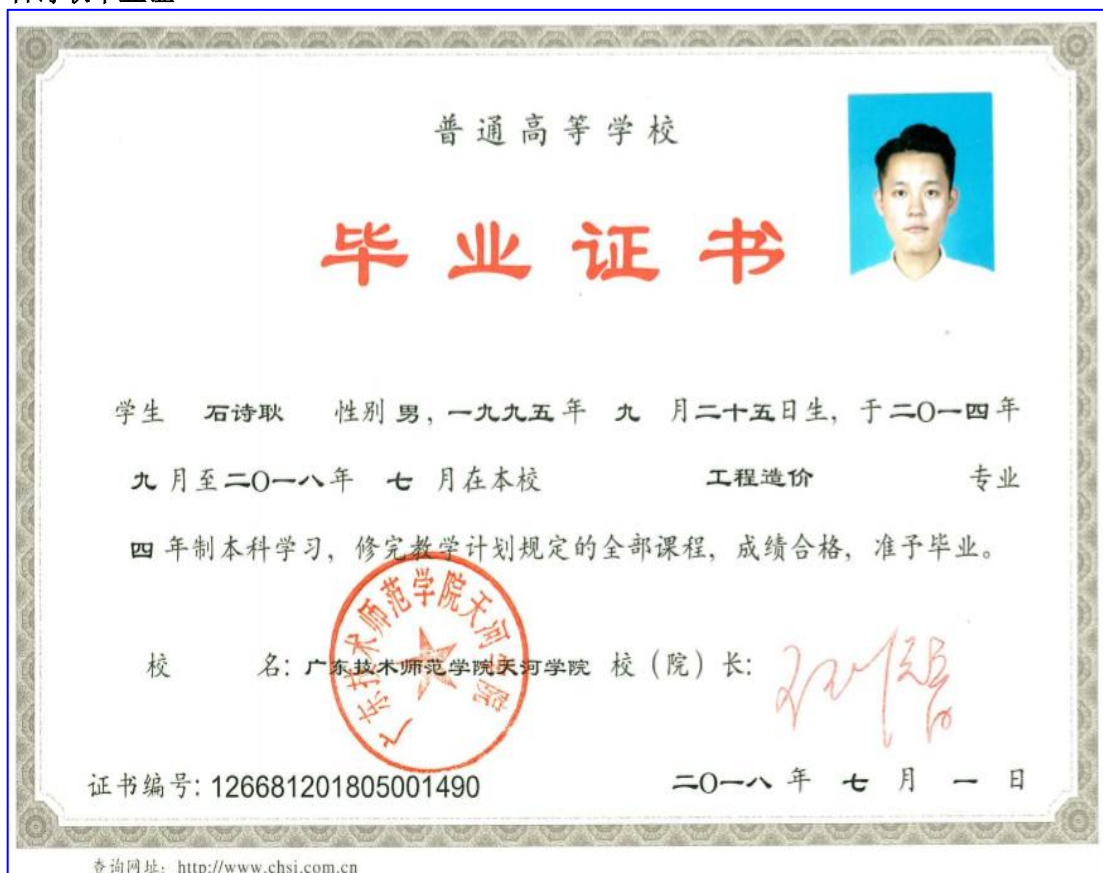 普通高等学校
毕业证书
学生 石诗耿 性别 男，一九九五年 九 月二十五日生，于二〇一四年
九 月至二〇一八年 七 月在本校 工程造价 专业
四 年制本科学习，修完教学计划规定的全部课程，成绩合格，准予毕业。
广东技术师范学院天河学院
校 名：广东技术师范学院天河学院 校（院）长：
证书编号：126681201805001490 二〇一八 年 七 月 一 日
查询网址：http://www.chsi.com.cn